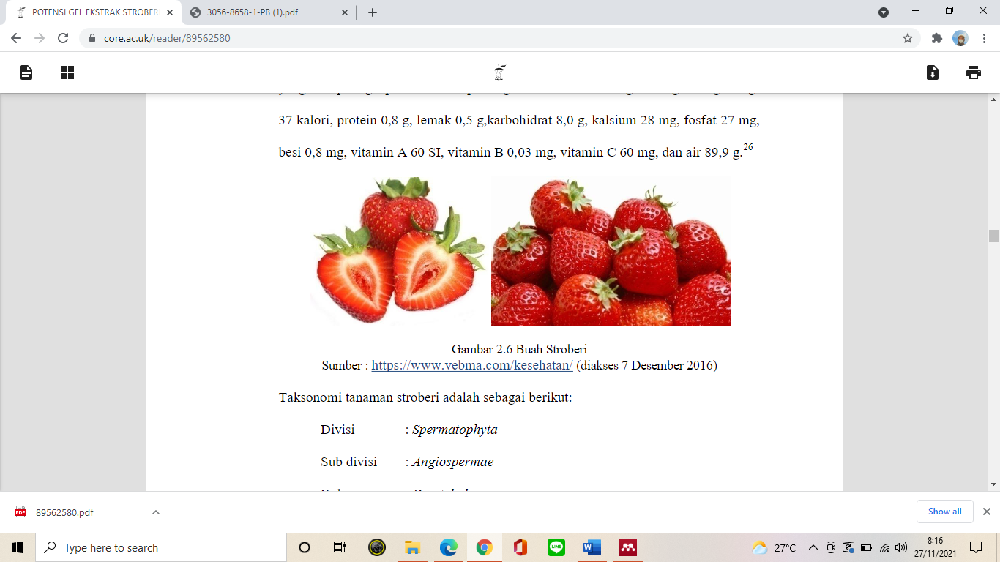 POTENSI GEL EKSTRAK STROBERI
3056-8658-1-PB (1).pdf
core.ac.uk/reader/89562580
37 kalori, protein 0,8 g, lemak 0,5 g,karbohidrat 8,0 g, kalsium 28 mg, fosfat 27 mg,
besi 0,8 mg, vitamin A 60 SI, vitamin B 0,03 mg, vitamin C 60 mg, dan air 89,9 g.26
Gambar 2.6 Buah Stroberi
Sumber : https://www.vebma.com/kesehatan/ (diakses 7 Desember 2016)
Taksonomi tanaman stroberi adalah sebagai berikut:
Divisi : Spermatophyta
Sub divisi : Angiospermae
PDF 89562580.pdf
Show all
Type here to search
LINE
27°C
8:16
27/11/2021